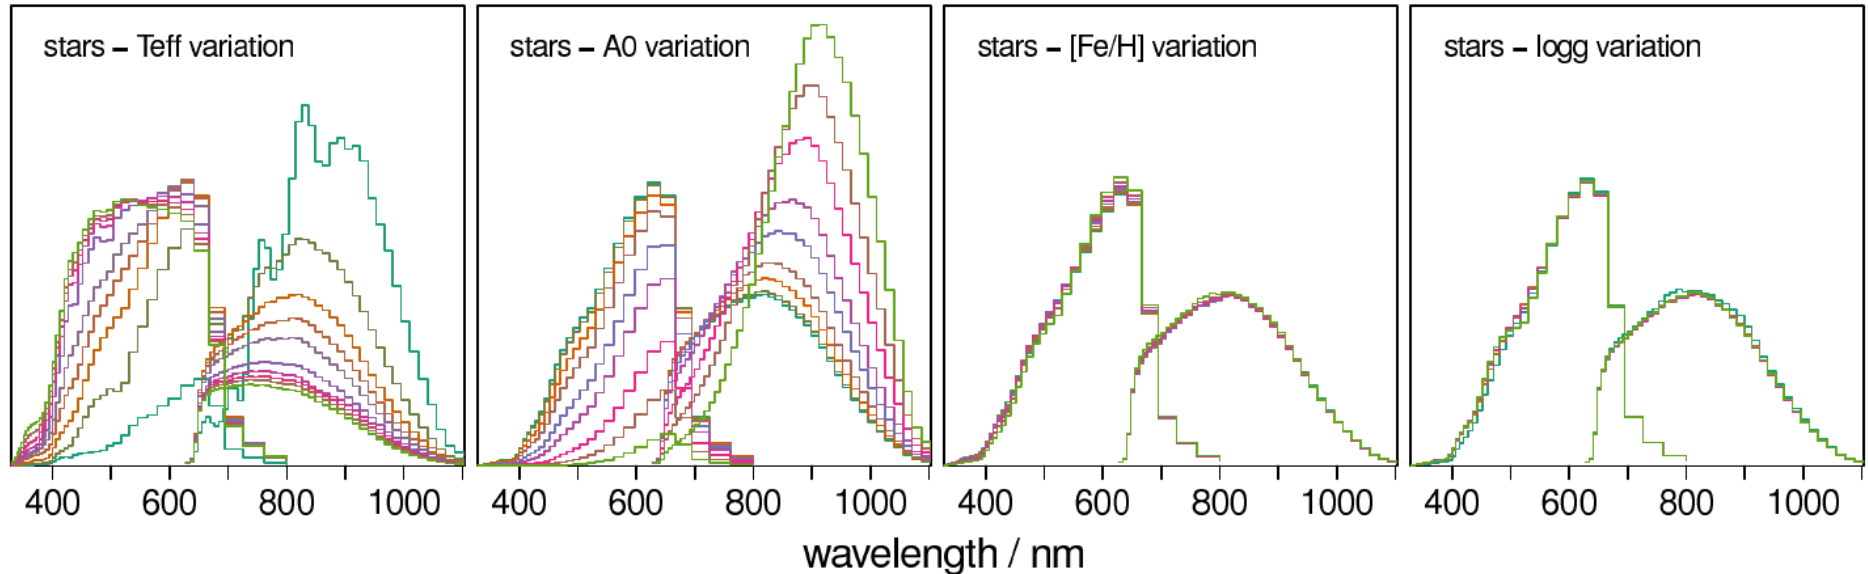 stars – Teff variation
stars – A0 variation
stars – [Fe/H] variation
stars – logg variation
400 600 800 1000
400 600 800 1000
400 600 800 1000
400 600 800 1000
wavelength / nm